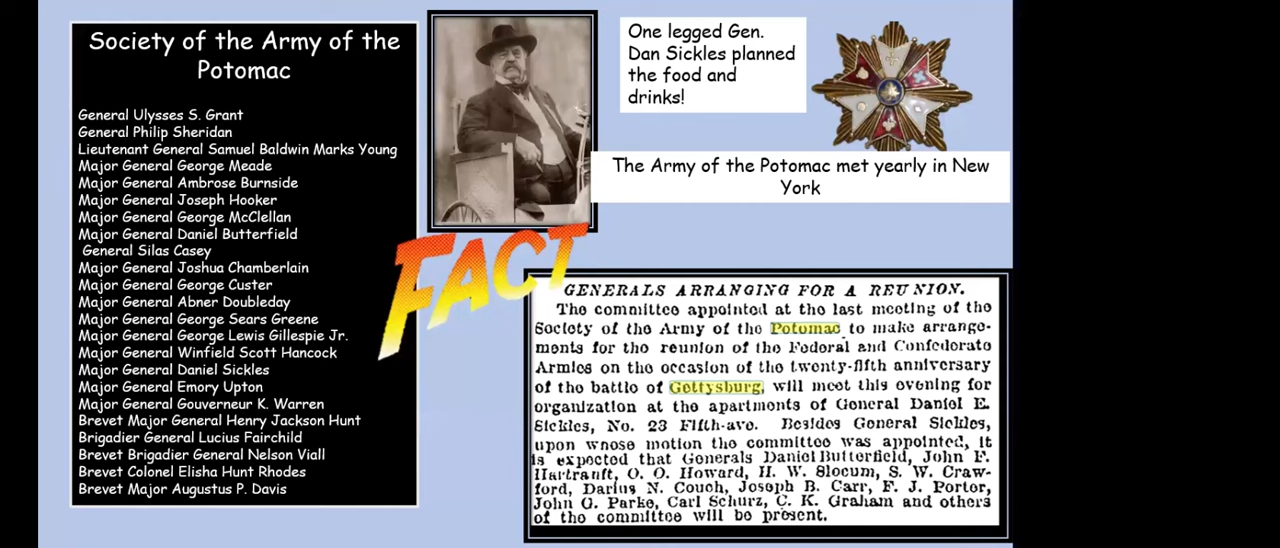 Society of the Army of the
Potomac
General Ulysses S. Grant
General Philip Sheridan
Lieutenant General Samuel Baldwin Marks Young
Major General George Meade
Major General Ambrose Burnside
Major General Joseph Hooker
Major General George McClellan
Major General Daniel Butterfield
General Silas Casey
Major General Joshua Chamberlain
Major General George Custer
Major General Abner Doubleday
Major General George Sears Greene
Major General George Lewis Gillespie Jr.
Major General Winfield Scott Hancock
Major General Daniel Sickles
Major General Emory Upton
Major General Gouverneur K. Warren
Brevet Major General Henry Jackson Hunt
Brigadier General Lucius Fairchild
Brevet Brigadier General Nelson Viall
Brevet Colonel Elisha Hunt Rhodes
Brevet Major Augustus P. Davis
One legged Gen.
Dan Sickles planned
the food and
drinks!
The Army of the Potomac met yearly in New
York
FACT
GENERALS ARRANGING FOR A REUNION.
The committee appointed at the last meeting of the
Society of the Army of the Potomac to make arrange-
ments for the reunion of the Federal and Confederate
Armies on the occasion of the twenty-fifth anniversary
of the battle of Gettysburg, will meet this evening for
organization at the apartments of General Daniel E.
Sickles, No. 23 Fifth-ave. Besides General Sickles,
upon whose motion the committee was appointed, it
is expected that Generals Daniel Butterfield, John F.
Hartranft, O. O. Howard, H. W. Slocum, S. W. Craw-
ford, Darius N. Couch, Joseph B. Carr, F. J. Porter,
John G. Parke, Carl Schurz, C. K. Graham and others
of the committee will be present.